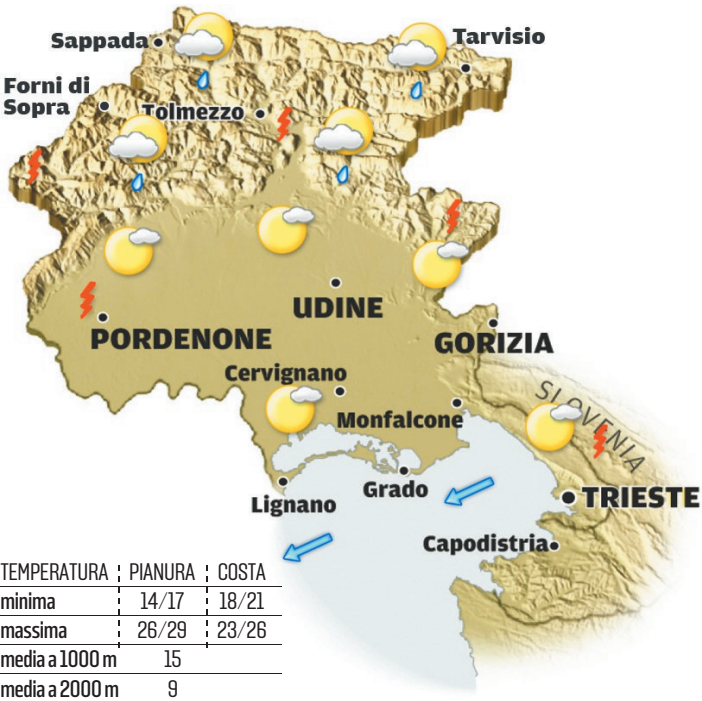 Sappada
Tarvisio
Forni di
Sopra
Tolmezzo
UDINE
PORDENONE
GORIZIA
Cervignano
SLOVENIA
Monfalcone
Grado
Lignano
TRIESTE
Capodistria
TEMPERATURA PIANURA COSTA
minima 14/17 18/21
massima 26/29 23/26
media a 1000 m 15
media a 2000 m 9